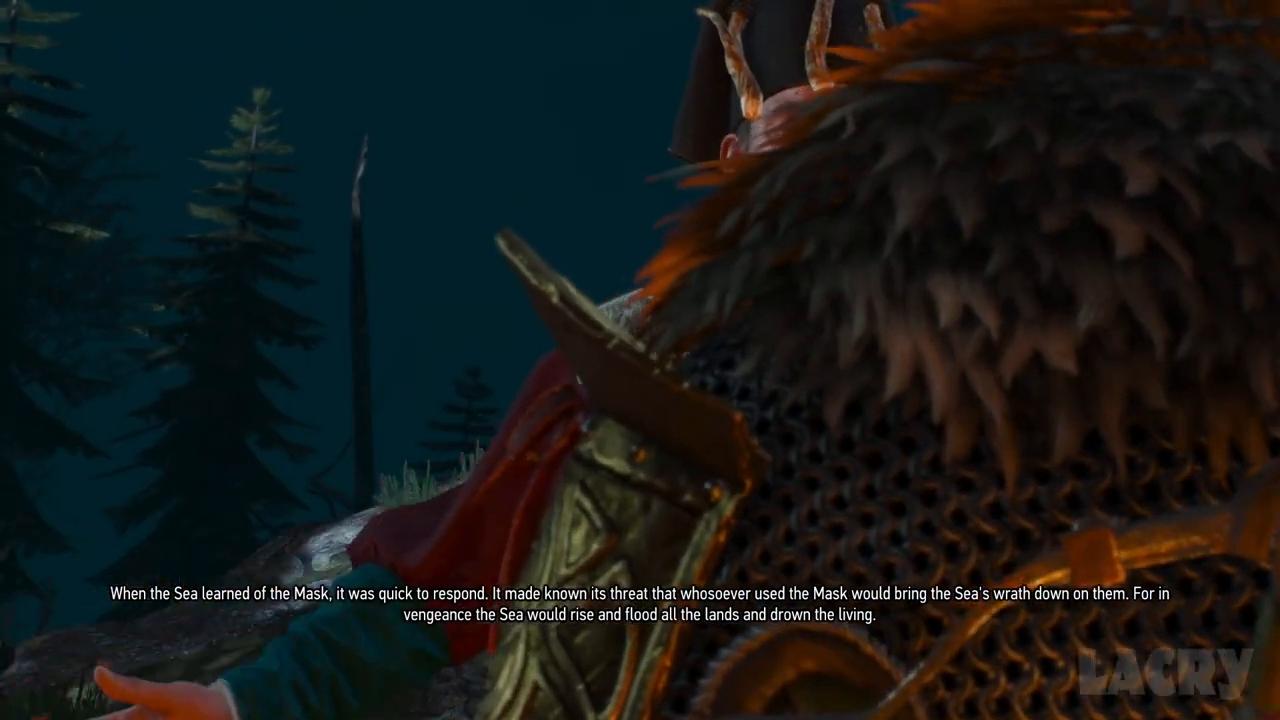 When the Sea learned of the Mask, it was quick to respond. It made known its threat that whosoever used the Mask would bring the Sea's wrath down on them. For in
vengeance the Sea would rise and flood all the lands and drown the living.
LACRY